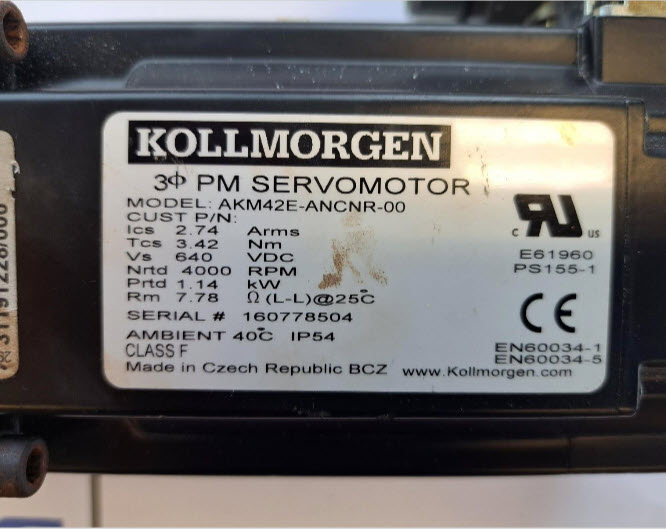 KOLLMORGEN
3Φ PM SERVOMOTOR
MODEL: AKM42E-ANCNR-00
CUST P/N:
Ics 2.74 Arms
Tcs 3.42 Nm
Vs 640 VDC
Nrtd 4000 RPM
Prtd 1.14 kW
Rm 7.78 Ω (L-L)@25°C
SERIAL # 160778504
AMBIENT 40°C IP54
CLASS F
Made in Czech Republic BCZ www.Kollmorgen.com
c RU us
E61960
PS155-1
CE
EN60034-1
EN60034-5